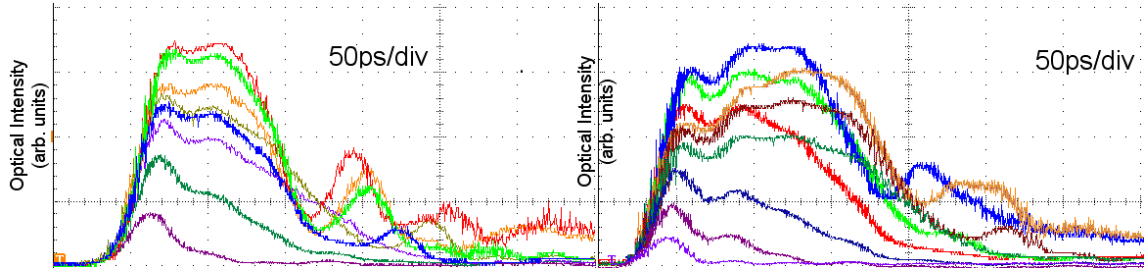 Optical Intensity
(arb. units)
50ps/div
Optical Intensity
(arb. units)
50ps/div